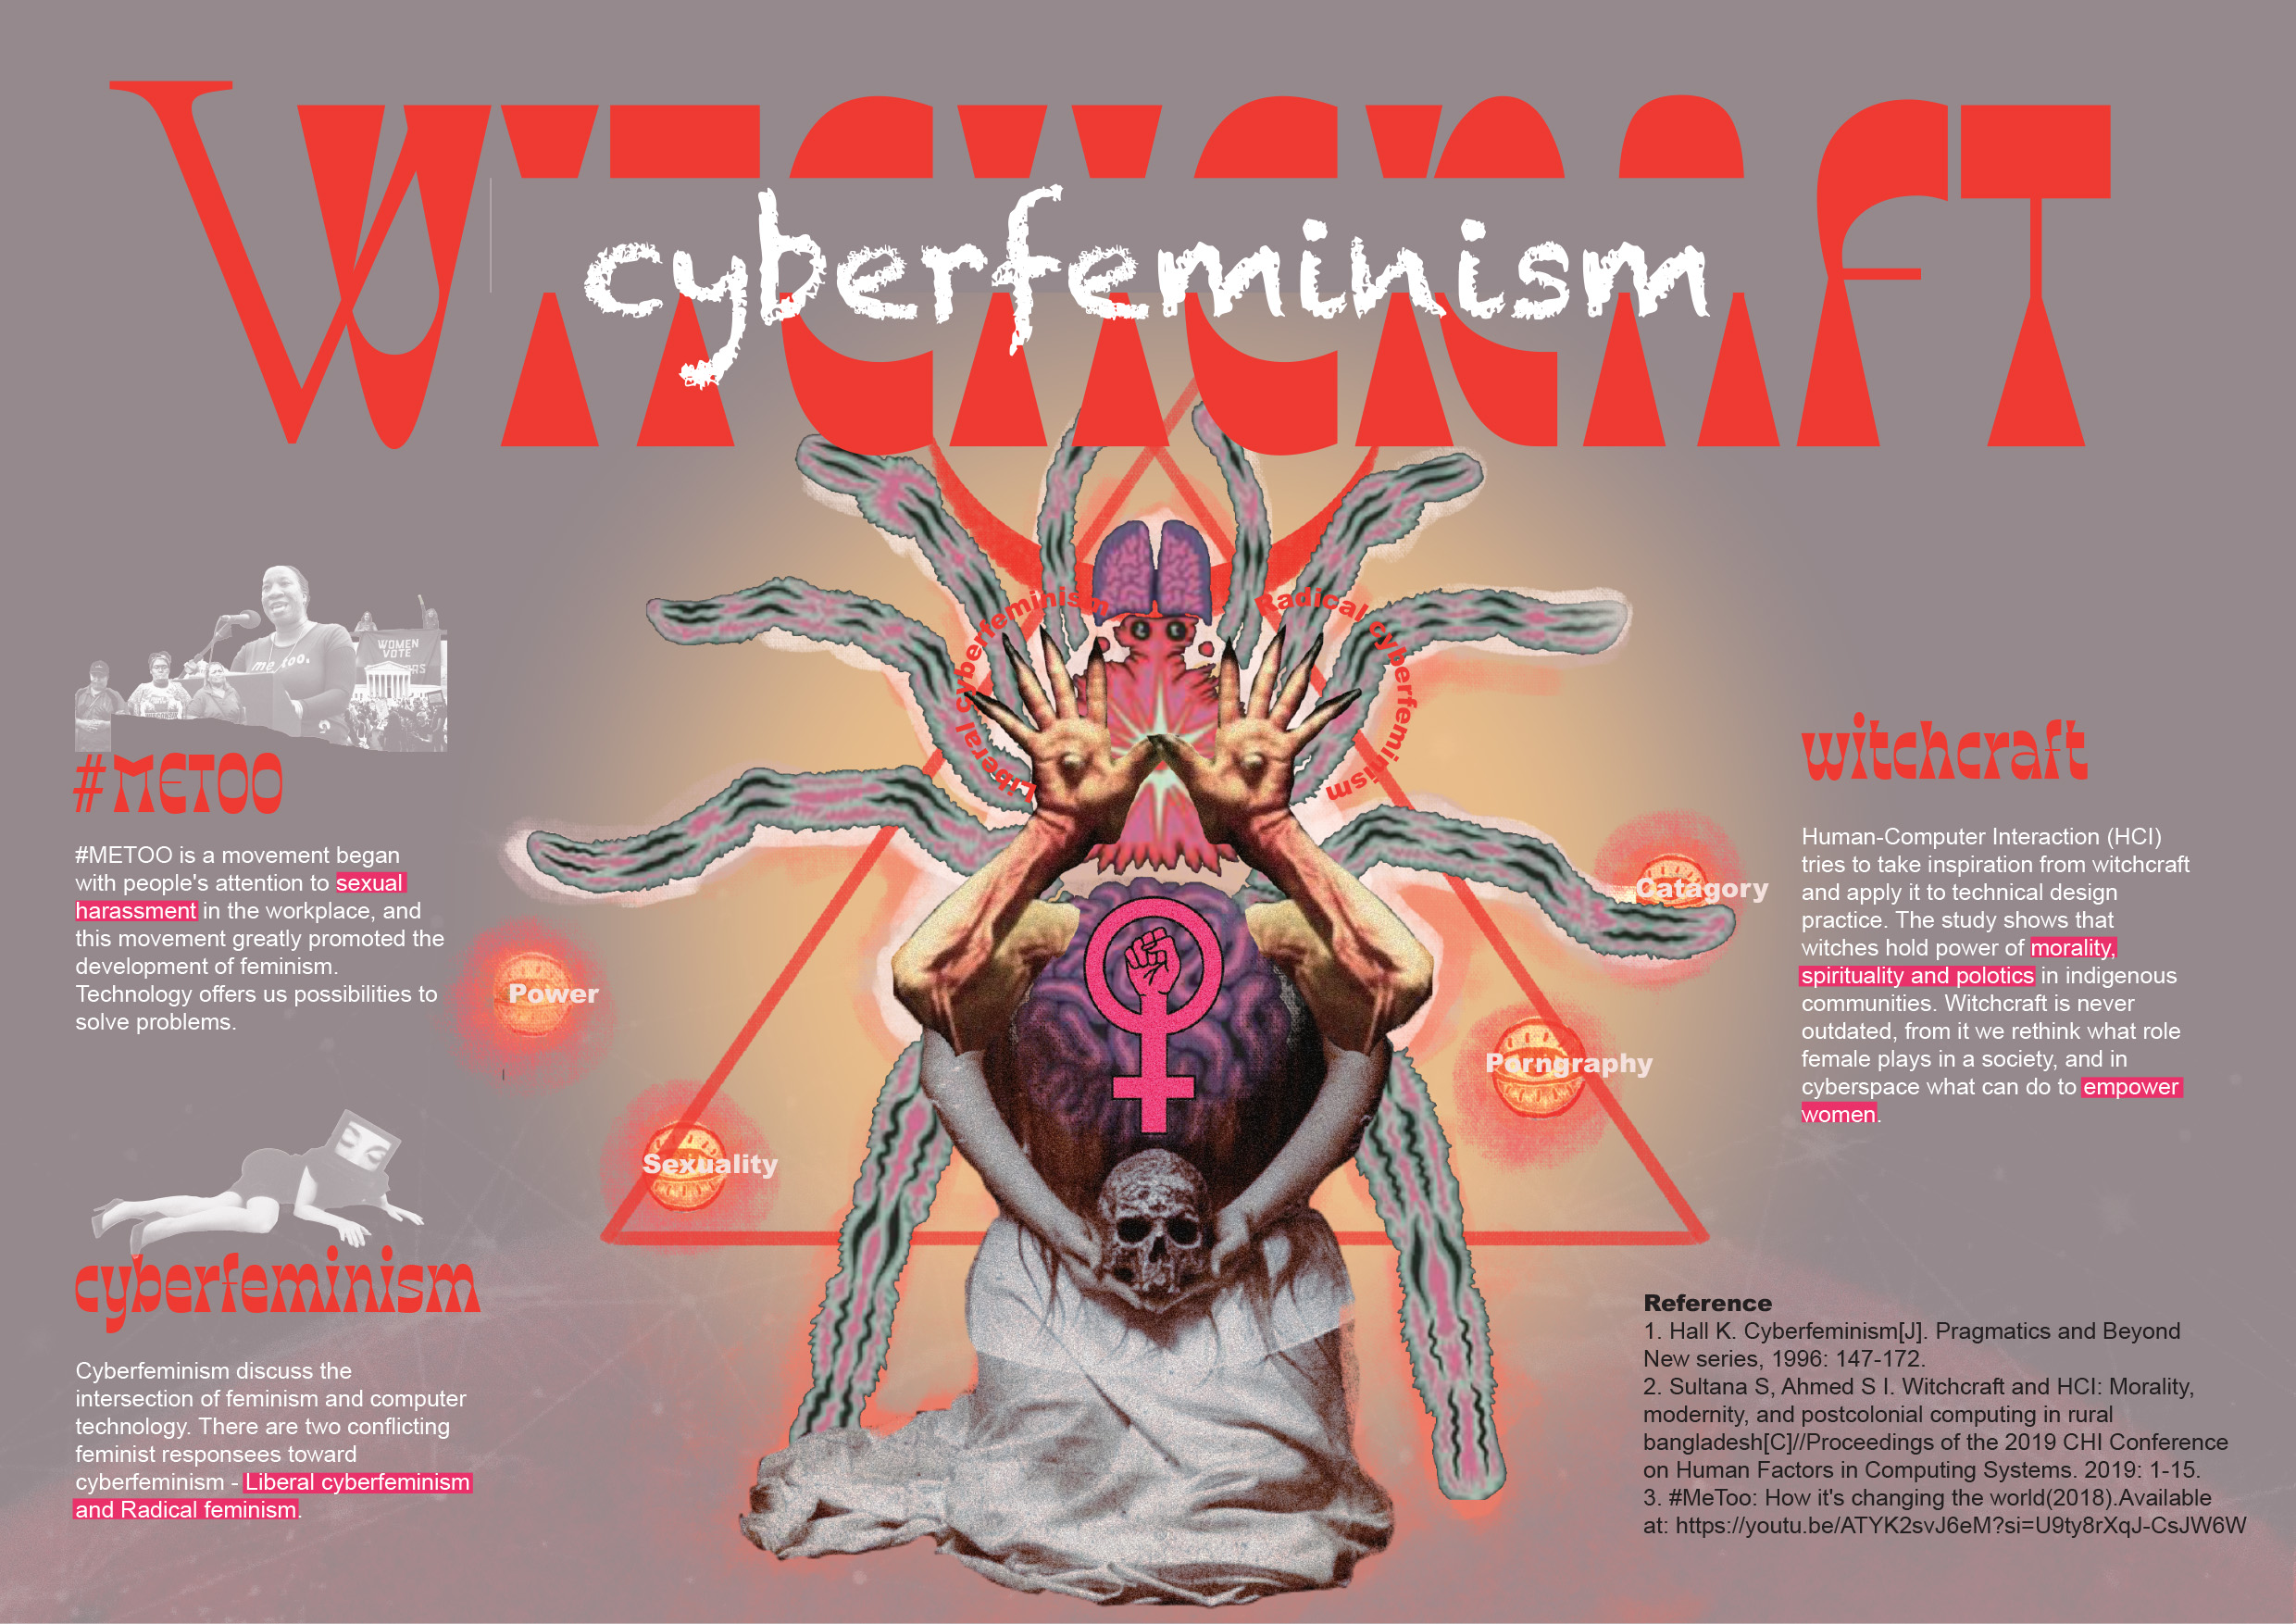 WITCHCRAFT
cyberfeminism
me too.
WOMEN
VOTE
#METOO
#METOO is a movement began
with people's attention to sexual
harassment in the workplace, and
this movement greatly promoted the
development of feminism.
Technology offers us possibilities to
solve problems.
cyberfeminism
Cyberfeminism discuss the
intersection of feminism and computer
technology. There are two conflicting
feminist responsees toward
cyberfeminism - Liberal cyberfeminism
and Radical feminism.
Liberal cyberfeminism
Radical cyberfeminism
Power
Sexuality
Catagory
Porngraphy
witchcraft
Human-Computer Interaction (HCI)
tries to take inspiration from witchcraft
and apply it to technical design
practice. The study shows that
witches hold power of morality,
spirituality and polotics in indigenous
communities. Witchcraft is never
outdated, from it we rethink what role
female plays in a society, and in
cyberspace what can do to empower
women.
Reference
1. Hall K. Cyberfeminism[J]. Pragmatics and Beyond
New series, 1996: 147-172.
2. Sultana S, Ahmed S I. Witchcraft and HCI: Morality,
modernity, and postcolonial computing in rural
bangladesh[C]//Proceedings of the 2019 CHI Conference
on Human Factors in Computing Systems. 2019: 1-15.
3. #MeToo: How it's changing the world(2018).Available
at: https://youtu.be/ATYK2svJ6eM?si=U9ty8rXqJ-CsJW6W